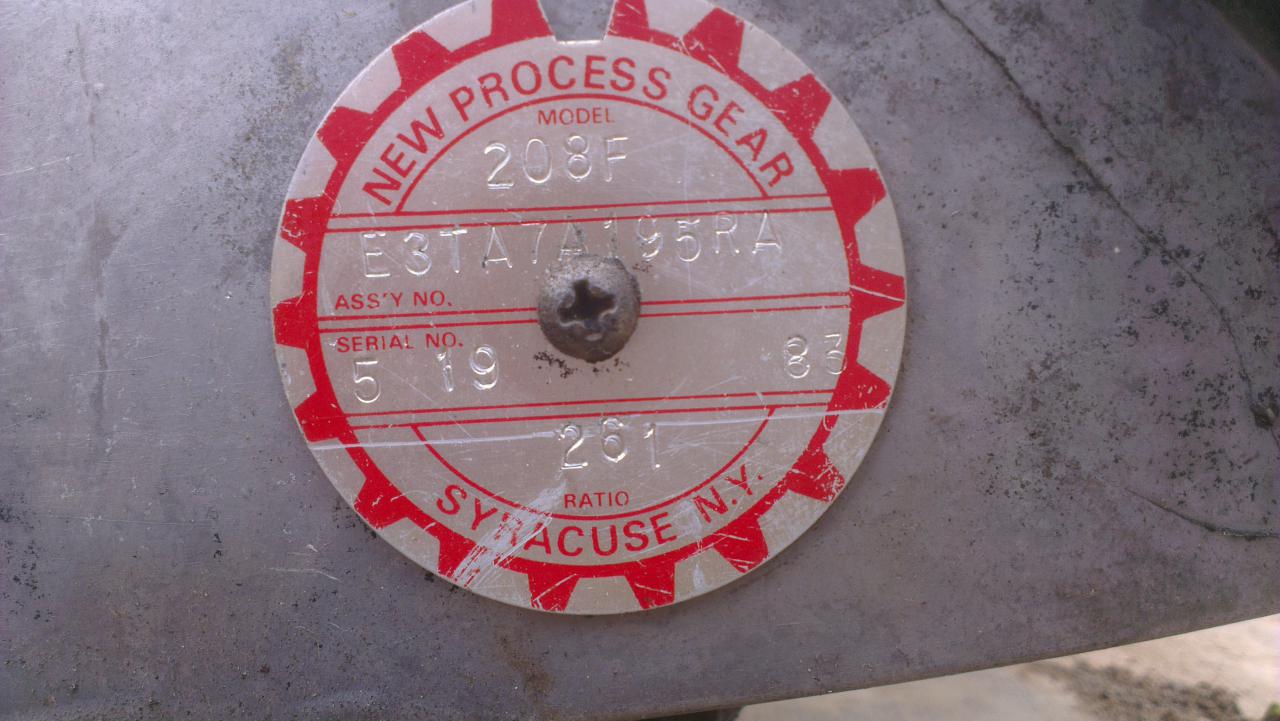 NEW PROCESS GEAR
MODEL
208F
E3TA7A195RA
ASS'Y NO.
SERIAL NO.
5 19 83
261
RATIO
SYRACUSE N.Y.